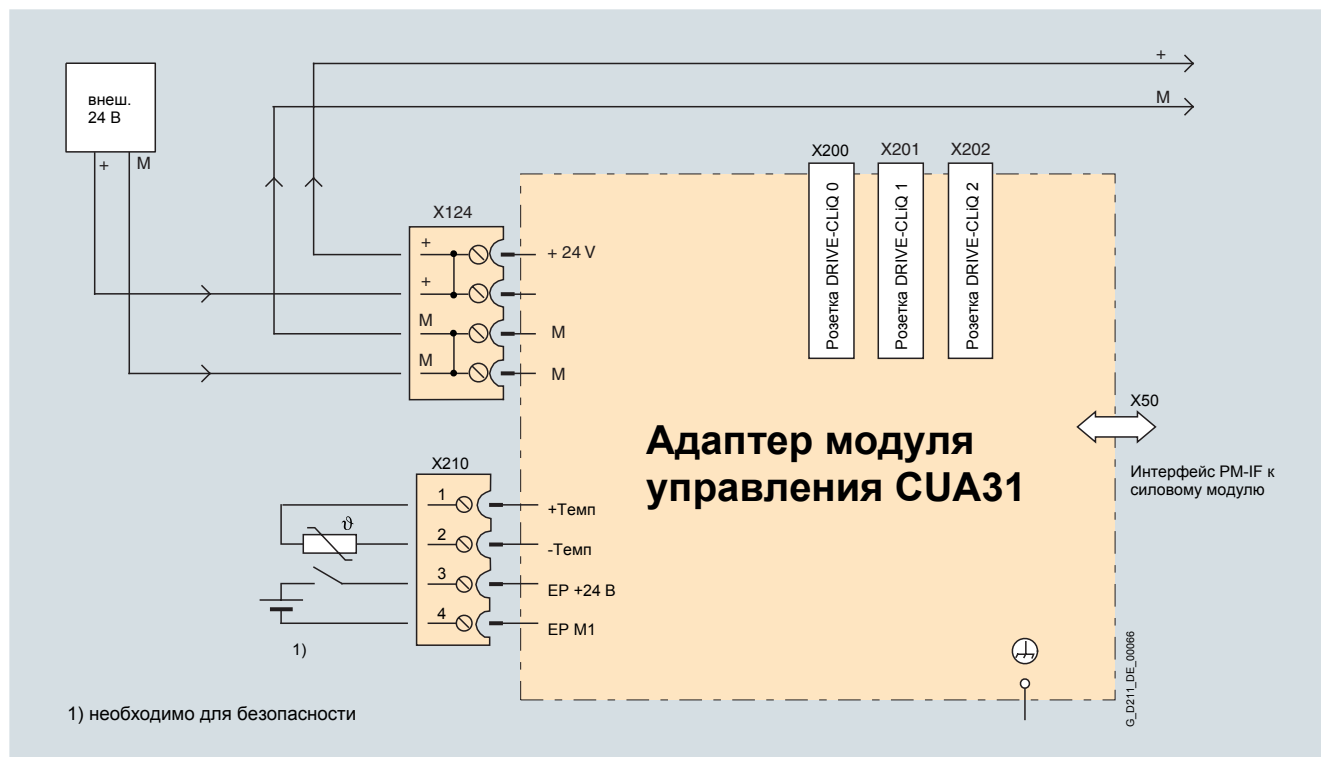 внеш.
24 В
+
M
+
M
X124
+
+
M
M
+ 24 V
M
M
X200
X201
X202
Розетка DRIVE-CLiQ 0
Розетка DRIVE-CLiQ 1
Розетка DRIVE-CLiQ 2
X50
Интерфейс PM-IF к
силовому модулю
Адаптер модуля
управления CUA31
X210
1
2
3
4
ϑ
+Темп
-Темп
EP +24 В
EP M1
1)
1) необходимо для безопасности
G_D211_DE_00066